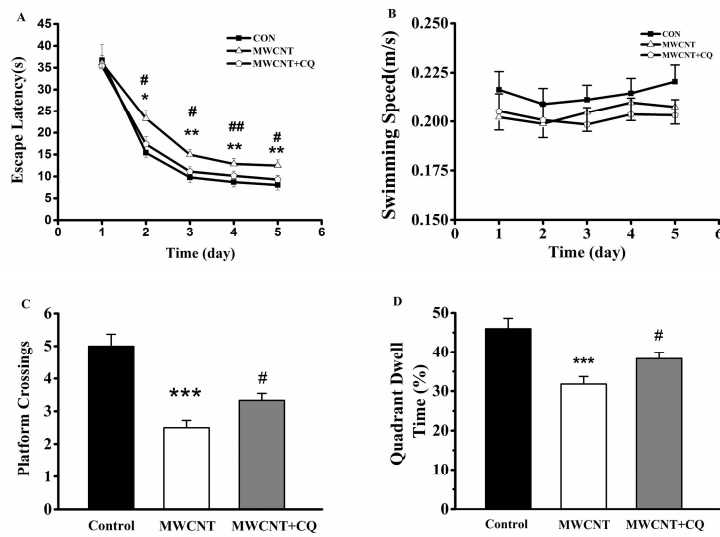 A
Escape Latency(s)
45
40
35
30
25
20
15
10
5
0
CON
MWCNT
MWCNT+CQ
#
*
#
**
##
**
#
**
0 1 2 3 4 5 6
Time (day)
B
Swimming Speed(m/s)
0.250
0.225
0.200
0.175
0.150
CON
MWCNT
MWCNT+CQ
0 1 2 3 4 5 6
Time (day)
C
Platform Crossings
6
5
4
3
2
1
0
***
#
Control MWCNT MWCNT+CQ
D
Quadrant Dwell
Time (%)
50
40
30
20
10
0
***
#
Control MWCNT MWCNT+CQ